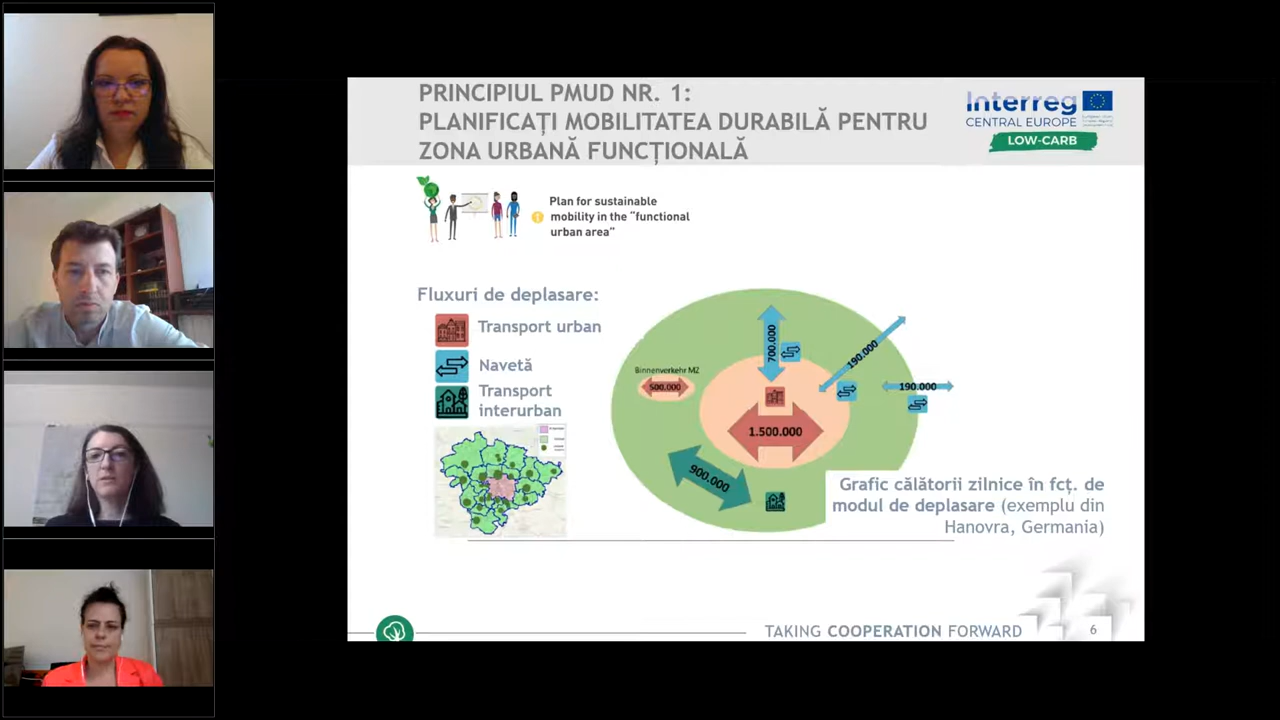 PRINCIPIUL PMUD NR. 1:
PLANIFICAȚI MOBILITATEA DURABILĂ PENTRU
ZONA URBANĂ FUNCȚIONALĂ
Interreg
CENTRAL EUROPE
LOW-CARB
Plan for sustainable
mobility in the "functional
urban area"
Fluxuri de deplasare:
Transport urban
Navetă
Transport
interurban
700.000
190.000
Binnenverkehr MZ
500.000
190.000
1.500.000
900.000
Grafic călătorii zilnice în fcț. de
modul de deplasare (exemplu din
Hanovra, Germania)
TAKING COOPERATION FORWARD
6